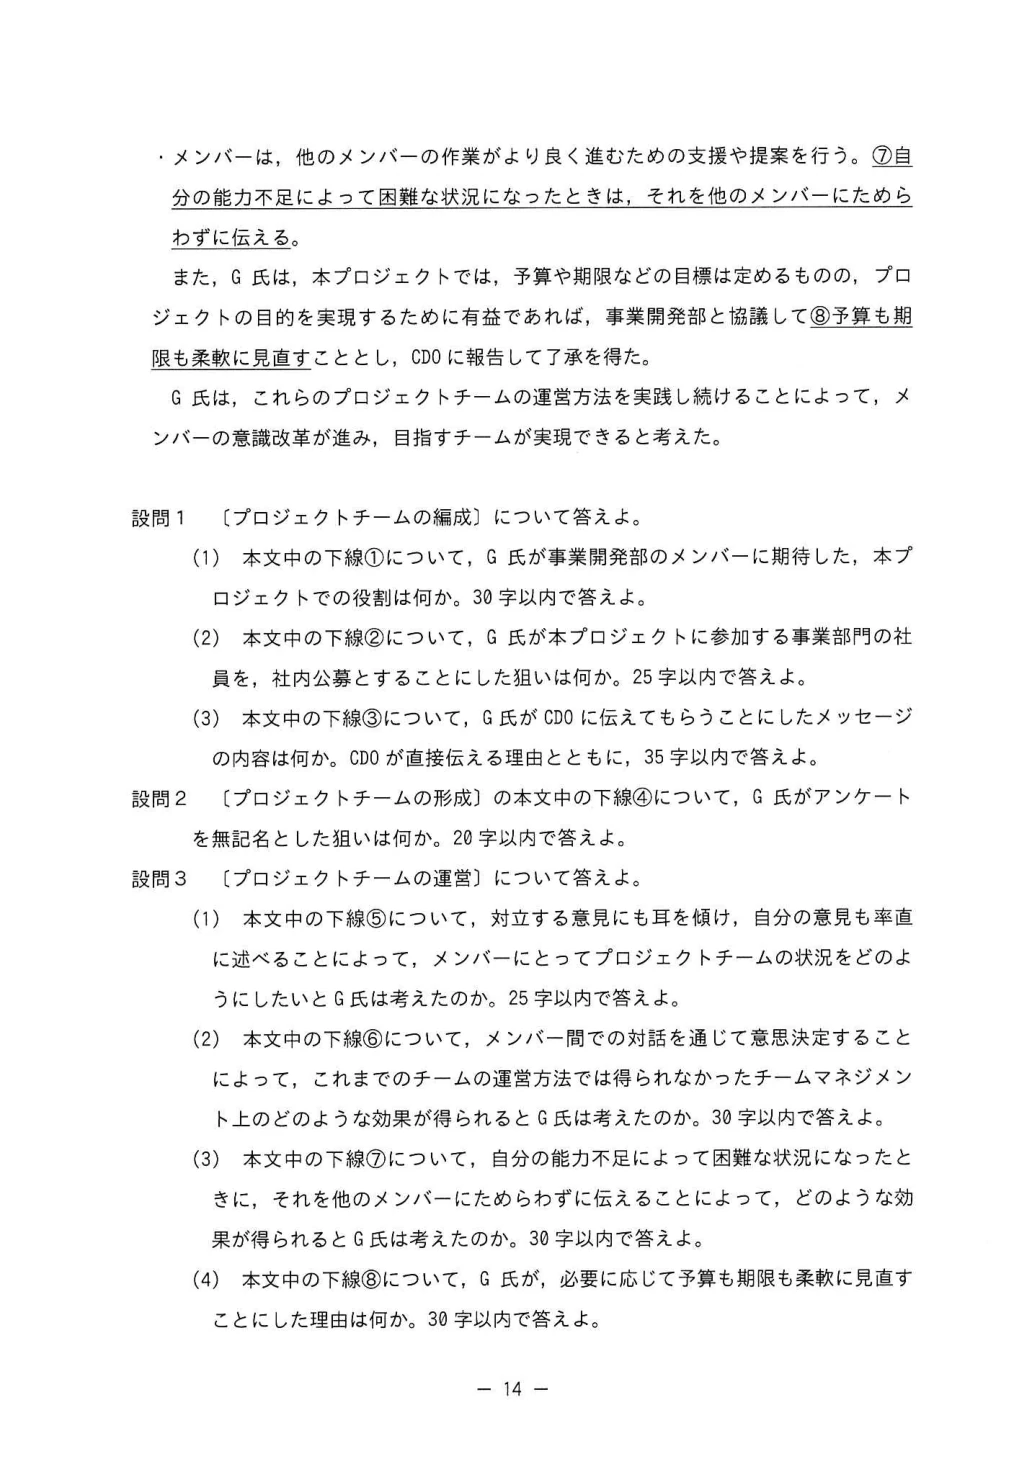 ・メンバーは，他のメンバーの作業がより良く進むための支援や提案を行う。⑦自
分の能力不足によって困難な状況になったときは，それを他のメンバーにためら
わずに伝える。
また，G 氏は，本プロジェクトでは，予算や期限などの目標は定めるものの，プロ
ジェクトの目的を実現するために有益であれば，事業開発部と協議して⑧予算も期
限も柔軟に見直すこととし，CDO に報告して了承を得た。
G 氏は，これらのプロジェクトチームの運営方法を実践し続けることによって，メ
ンバーの意識改革が進み，目指すチームが実現できると考えた。
設問１ 〔プロジェクトチームの編成〕について答えよ。
(1) 本文中の下線①について，G 氏が事業開発部のメンバーに期待した，本プ
ロジェクトでの役割は何か。30 字以内で答えよ。
(2) 本文中の下線②について，G 氏が本プロジェクトに参加する事業部門の社
員を，社内公募とすることにした狙いは何か。25 字以内で答えよ。
(3) 本文中の下線③について，G 氏が CDO に伝えてもらうことにしたメッセージ
の内容は何か。CDO が直接伝える理由とともに，35 字以内で答えよ。
設問２ 〔プロジェクトチームの形成〕の本文中の下線④について，G 氏がアンケート
を無記名とした狙いは何か。20 字以内で答えよ。
設問３ 〔プロジェクトチームの運営〕について答えよ。
(1) 本文中の下線⑤について，対立する意見にも耳を傾け，自分の意見も率直
に述べることによって，メンバーにとってプロジェクトチームの状況をどのよ
うにしたいと G 氏は考えたのか。25 字以内で答えよ。
(2) 本文中の下線⑥について，メンバー間での対話を通じて意思決定すること
によって，これまでのチームの運営方法では得られなかったチームマネジメン
ト上のどのような効果が得られると G 氏は考えたのか。30 字以内で答えよ。
(3) 本文中の下線⑦について，自分の能力不足によって困難な状況になったと
きに，それを他のメンバーにためらわずに伝えることによって，どのような効
果が得られると G 氏は考えたのか。30 字以内で答えよ。
(4) 本文中の下線⑧について，G 氏が，必要に応じて予算も期限も柔軟に見直す
ことにした理由は何か。30 字以内で答えよ。
― 14 ―